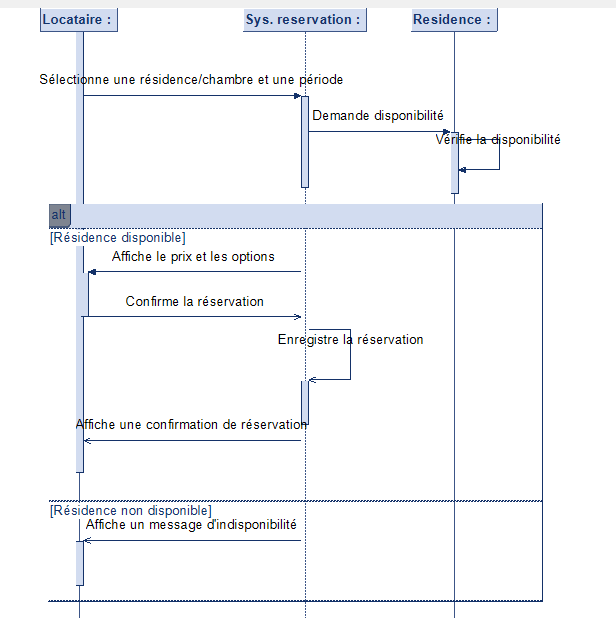 Locataire :
Sys. reservation :
Residence :
Sélectionne une résidence/chambre et une période
Demande disponibilité
Vérifie la disponibilité
alt
[Résidence disponible]
Affiche le prix et les options
Confirme la réservation
Enregistre la réservation
Affiche une confirmation de réservation
[Résidence non disponible]
Affiche un message d'indisponibilité